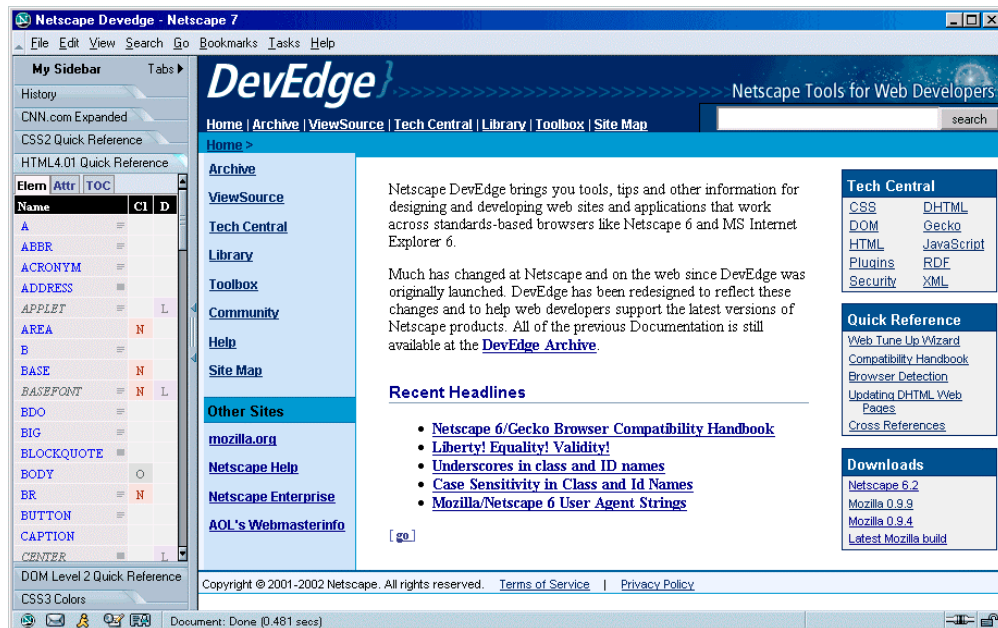 Netscape Devedge - Netscape 7
File Edit View Search Go Bookmarks Tasks Help
My Sidebar Tabs
History
CNN.com Expanded
CSS2 Quick Reference
HTML4.01 Quick Reference
Elem Attr TOC
Name Cl D
A
ABBR
ACRONYM
ADDRESS
APPLET L
AREA N
B
BASE N
BASEFONT N L
BDO
BIG
BLOCKQUOTE
BODY O
BR N
BUTTON
CAPTION
CENTER L
DOM Level 2 Quick Reference
CSS3 Colors
DevEdge}
>>>>>>>>>>>>>>>>>>>>>>>>>>>>>>>
Netscape Tools for Web Developers
Home | Archive | ViewSource | Tech Central | Library | Toolbox | Site Map
search
Home >
Archive
ViewSource
Tech Central
Library
Toolbox
Community
Help
Site Map
Other Sites
mozilla.org
Netscape Help
Netscape Enterprise
AOL's Webmasterinfo
Netscape DevEdge brings you tools, tips and other information for
designing and developing web sites and applications that work
across standards-based browsers like Netscape 6 and MS Internet
Explorer 6.
Much has changed at Netscape and on the web since DevEdge was
originally launched. DevEdge has been redesigned to reflect these
changes and to help web developers support the latest versions of
Netscape products. All of the previous Documentation is still
available at the DevEdge Archive.
Recent Headlines
Netscape 6/Gecko Browser Compatibility Handbook
Liberty! Equality! Validity!
Underscores in class and ID names
Case Sensitivity in Class and Id Names
Mozilla/Netscape 6 User Agent Strings
[go]
Tech Central
CSS DHTML
DOM Gecko
HTML JavaScript
Plugins RDF
Security XML
Quick Reference
Web Tune Up Wizard
Compatibility Handbook
Browser Detection
Updating DHTML Web
Pages
Cross References
Downloads
Netscape 6.2
Mozilla 0.9.9
Mozilla 0.9.4
Latest Mozilla build
Copyright © 2001-2002 Netscape. All rights reserved. Terms of Service | Privacy Policy
Document: Done (0.481 secs)